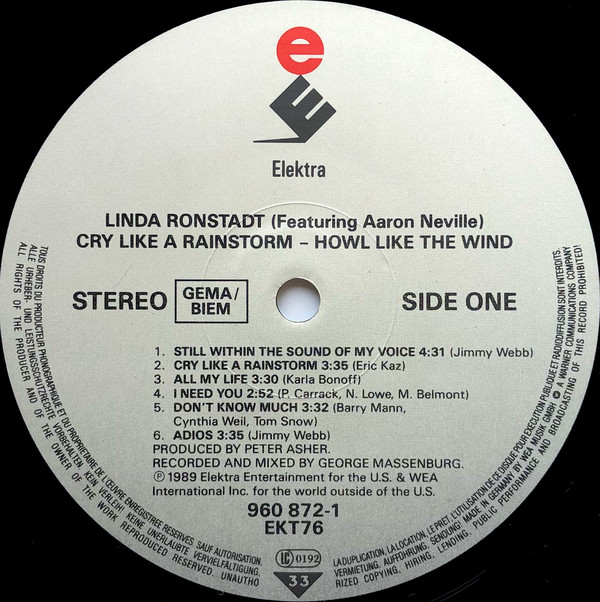 e
E
Elektra
LINDA RONSTADT (Featuring Aaron Neville)
CRY LIKE A RAINSTORM – HOWL LIKE THE WIND
STEREO GEMA/ BIEM SIDE ONE
1. STILL WITHIN THE SOUND OF MY VOICE 4:31 (Jimmy Webb)
2. CRY LIKE A RAINSTORM 3:35 (Eric Kaz)
3. ALL MY LIFE 3:30 (Karla Bonoff)
4. I NEED YOU 2:52 (P. Carrack, N. Lowe, M. Belmont)
5. DON'T KNOW MUCH 3:32 (Barry Mann,
Cynthia Weil, Tom Snow)
6. ADIOS 3:35 (Jimmy Webb)
PRODUCED BY PETER ASHER.
RECORDED AND MIXED BY GEORGE MASSENBURG.
℗ 1989 Elektra Entertainment for the U.S. & WEA
International Inc. for the world outside of the U.S.
960 872-1
EKT76
LC 0192
33
TOUS DROITS DU PRODUCTEUR PHONOGRAPHIQUE ET DU PROPRIETAIRE DE L'ŒUVRE ENREGISTREE RESERVES. SAUF AUTORISATION,
LA DUPLICATION, LA LOCATION, LE PRET, L'UTILISATION DE CE DISQUE POUR EXECUTION PUBLIQUE ET RADIODIFFUSION SONT INTERDITS.
ALLE URHEBER- UND LEISTUNGSSCHUTZRECHTE VORBEHALTEN. KEIN VERLEIH! KEINE UNERLAUBTE VERVIELFÄLTIGUNG,
VERMIETUNG, AUFFÜHRUNG, SENDUNG! MADE IN GERMANY BY WEA MUSIK GMBH ℗ A WARNER COMMUNICATIONS COMPANY
ALL RIGHTS OF THE PRODUCER AND OF THE OWNER OF THE WORK REPRODUCED RESERVED. UNAUTHO
RIZED COPYING, HIRING, LENDING, PUBLIC PERFORMANCE AND BROADCASTING OF THIS RECORD PROHIBITED!